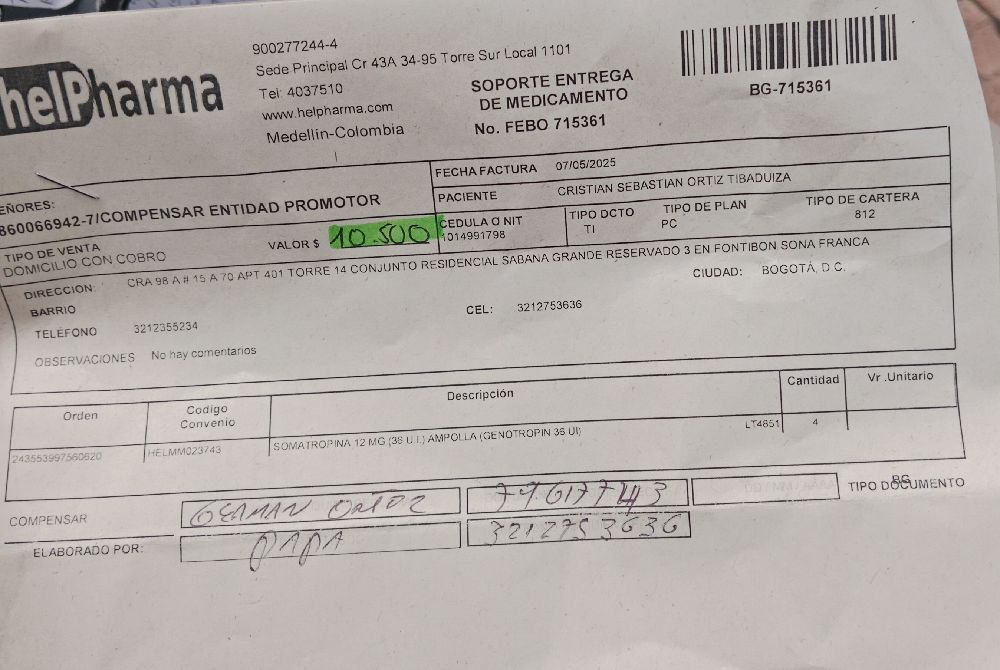 helPharma
900277244-4
Sede Principal Cr 43A 34-95 Torre Sur Local 1101
Tel: 4037510
www.helpharma.com
Medellín-Colombia
SOPORTE ENTREGA
DE MEDICAMENTO
No. FEBO 715361
BG-715361
EÑORES:
860066942-7/COMPENSAR ENTIDAD PROMOTOR
FECHA FACTURA 07/05/2025
PACIENTE CRISTIAN SEBASTIAN ORTIZ TIBADUIZA
TIPO DE VENTA
DOMICILIO CON COBRO
VALOR $ 10.500
CEDULA O NIT
1014991798
TIPO DCTO
TI
TIPO DE PLAN
PC
TIPO DE CARTERA
812
DIRECCION: CRA 98 A # 15 A 70 APT 401 TORRE 14 CONJUNTO RESIDENCIAL SABANA GRANDE RESERVADO 3 EN FONTIBON SONA FRANCA
BARRIO
CIUDAD: BOGOTÁ, D.C.
TELÉFONO 3212355234
CEL: 3212753636
OBSERVACIONES No hay comentarios
Orden Codigo Convenio Descripción Cantidad Vr .Unitario
243553997560620 HELMM023743 SOMATROPINA 12 MG (36 U.I.) AMPOLLA (GENOTROPIN 36 UI) LT4851 4
COMPENSAR GERMAN ORTIZ BG TIPO DOCUMENTO
ELABORADO POR: PAPA 3212753636